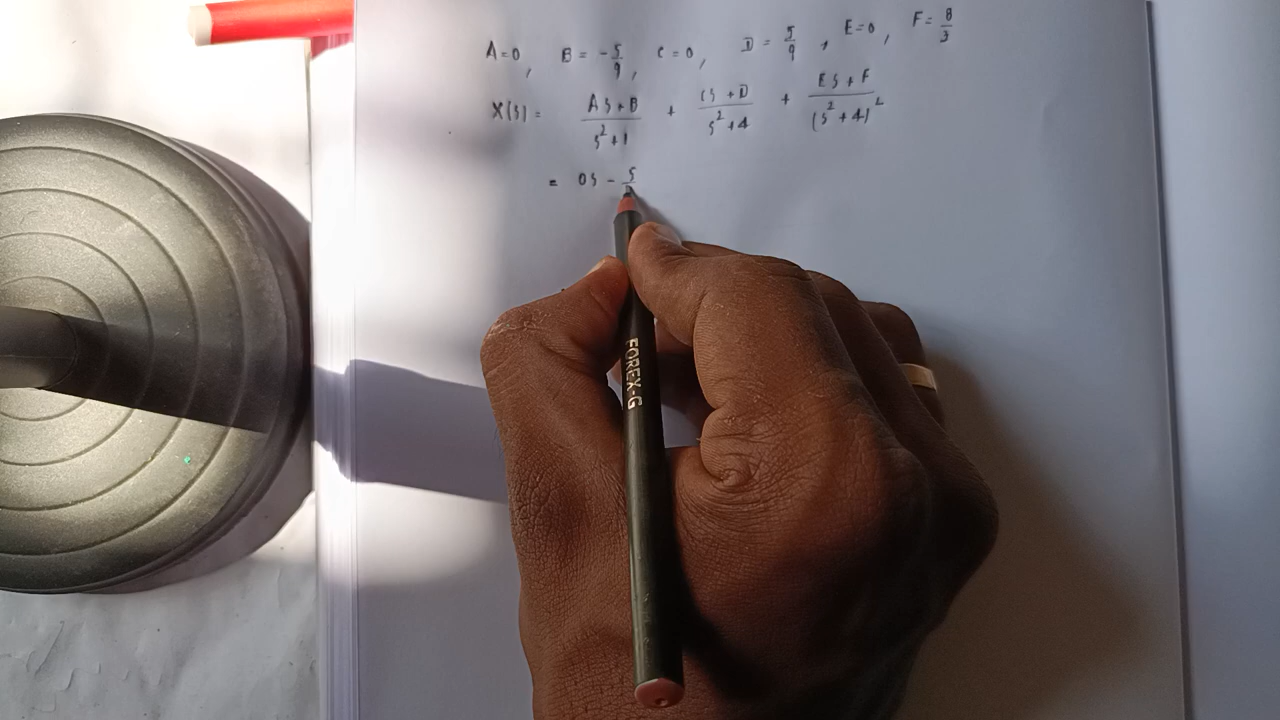 A=0, B = -5/9, C=0, D = 5/9, E=0, F = 8/3
X(s) = As+B/s²+1 + Cs+D/s²+4 + Es+F/(s²+4)²
= 0s - 5
FOREX-G